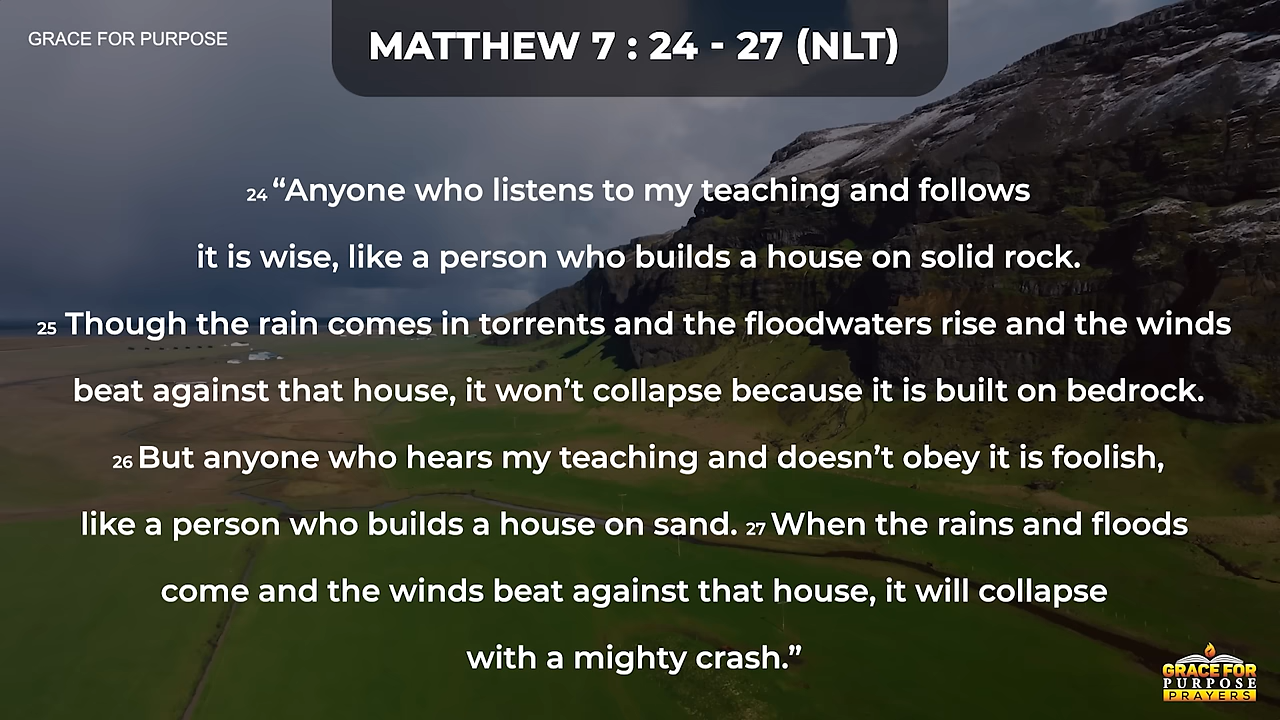 GRACE FOR PURPOSE
MATTHEW 7 : 24 - 27 (NLT)
24 “Anyone who listens to my teaching and follows
it is wise, like a person who builds a house on solid rock.
25 Though the rain comes in torrents and the floodwaters rise and the winds
beat against that house, it won’t collapse because it is built on bedrock.
26 But anyone who hears my teaching and doesn’t obey it is foolish,
like a person who builds a house on sand. 27 When the rains and floods
come and the winds beat against that house, it will collapse
with a mighty crash.”
GRACE FOR
PURPOSE
PRAYERS